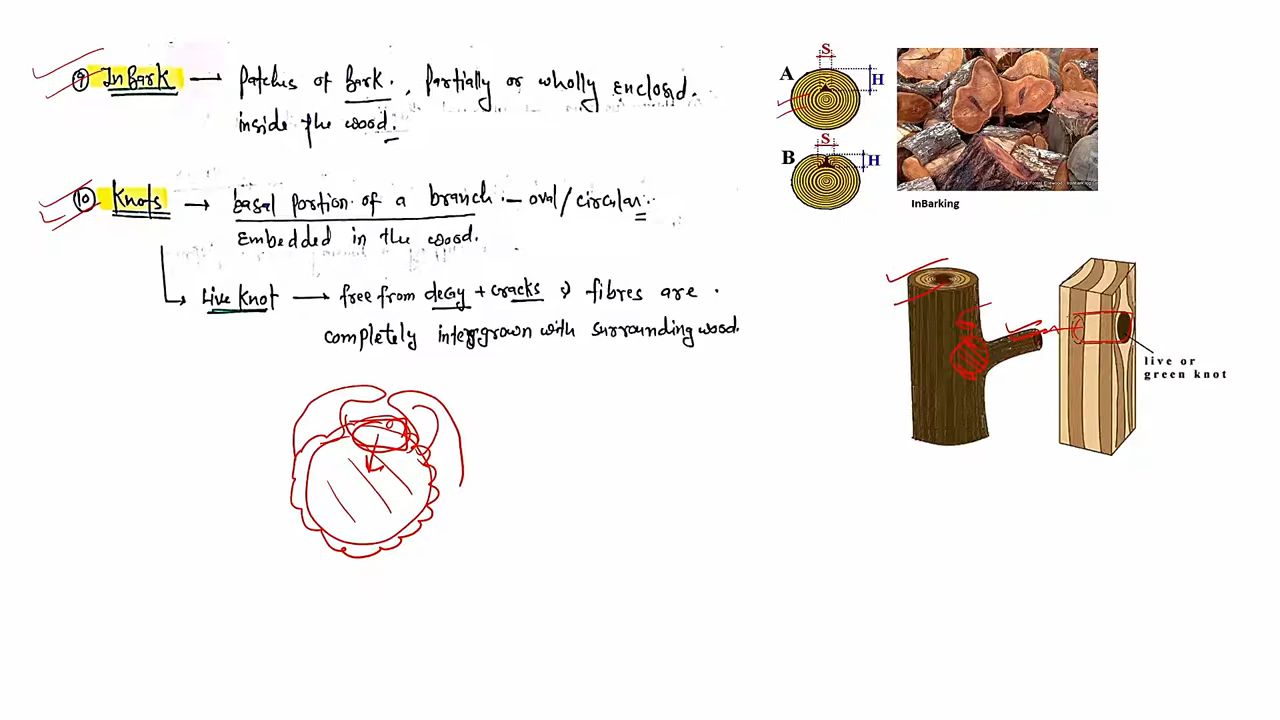 ⑨ InBark → Patches of Bark. , Partially or wholly enclosed.
inside the wood.
⑩ Knots → basal portion of a branch :- oval/circular.
Embedded in the wood.
Live Knot → free from decay + cracks & fibres are .
completely intergrown with surrounding wood.
S
A
H
S
B
H
InBarking
live or
green knot